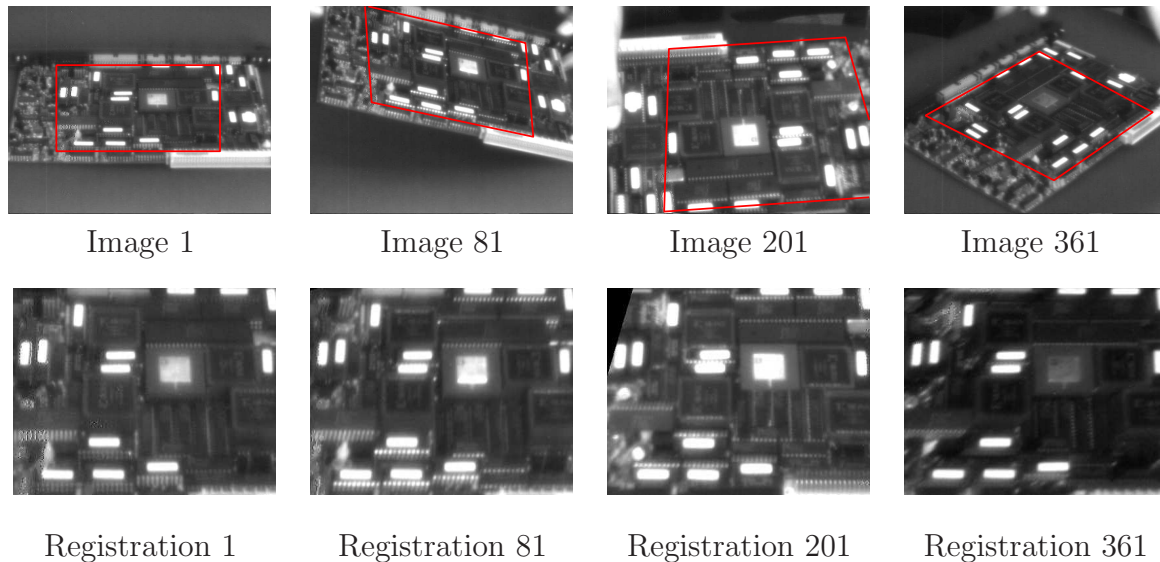 Image 1
Image 81
Image 201
Image 361
Registration 1
Registration 81
Registration 201
Registration 361